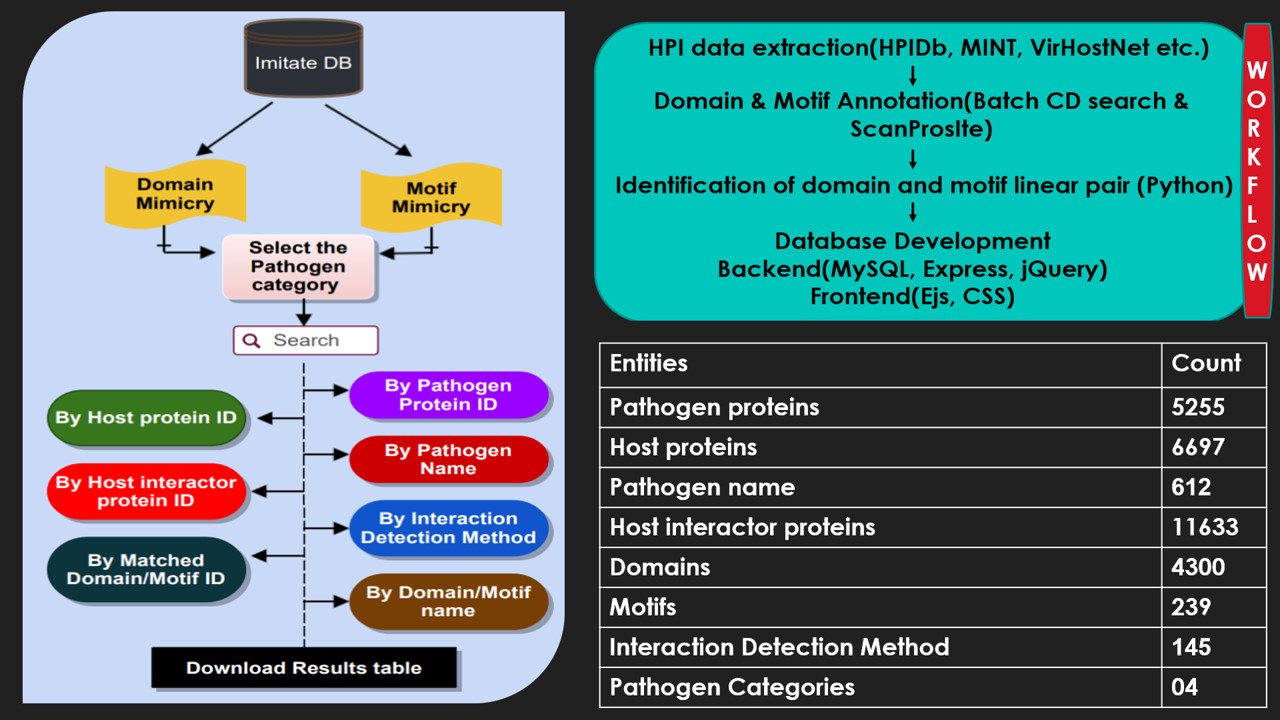 Imitate DB
Domain
Mimicry
Motif
Mimicry
Select the
Pathogen
category
Search
By Host protein ID
By Host interactor
protein ID
By Matched
Domain/Motif ID
By Pathogen
Protein ID
By Pathogen
Name
By Interaction
Detection Method
By Domain/Motif
name
Download Results table
HPI data extraction(HPIDb, MINT, VirHostNet etc.)
Domain & Motif Annotation(Batch CD search &
ScanProsIte)
Identification of domain and motif linear pair (Python)
Database Development
Backend(MySQL, Express, jQuery)
Frontend(Ejs, CSS)
W
O
R
K
F
L
O
W
Entities Count
Pathogen proteins 5255
Host proteins 6697
Pathogen name 612
Host interactor proteins 11633
Domains 4300
Motifs 239
Interaction Detection Method 145
Pathogen Categories 04